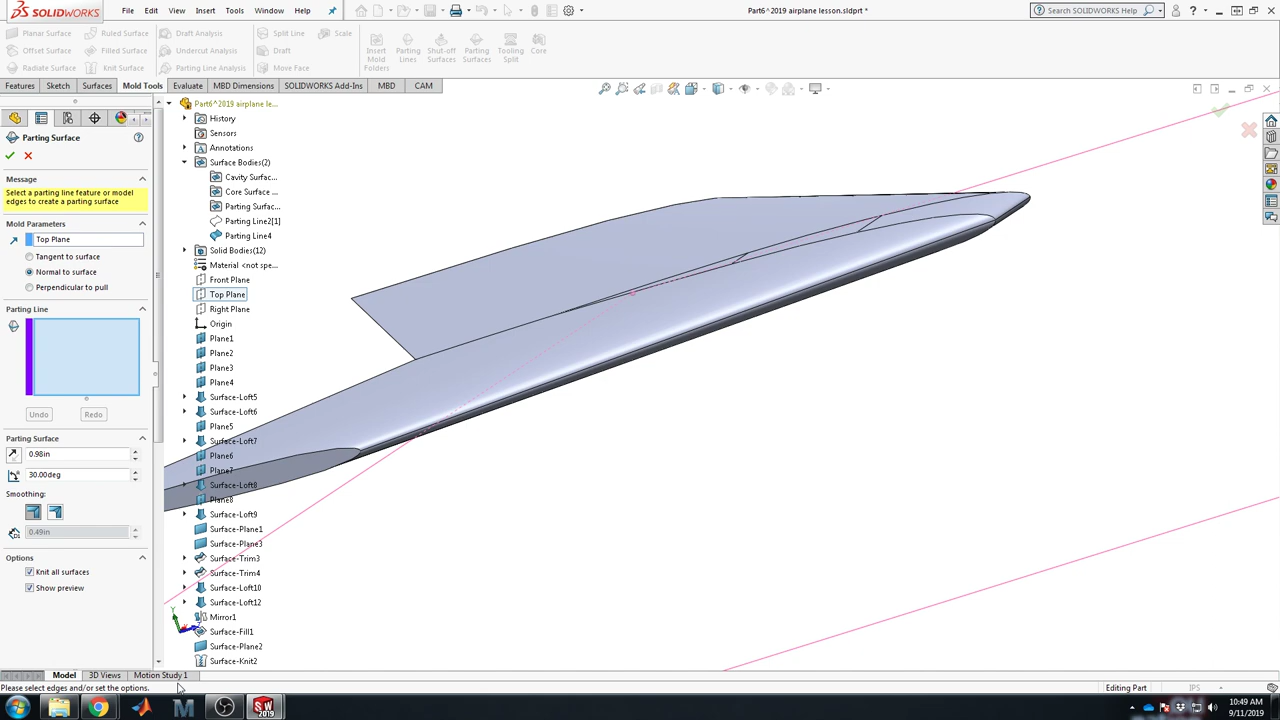 SOLIDWORKS File Edit View Insert Tools Window Help Part6^2019 airplane lesson.sldprt * Search SOLIDWORKS Help
Planar Surface Ruled Surface Draft Analysis Split Line Scale
Offset Surface Filled Surface Undercut Analysis Draft
Radiate Surface Knit Surface Parting Line Analysis Move Face
Insert Mold Folders Parting Lines Shut-off Surfaces Parting Surfaces Tooling Split Core
Features Sketch Surfaces Mold Tools Evaluate MBD Dimensions SOLIDWORKS Add-Ins MBD CAM
Parting Surface
Message
Select a parting line feature or model
edges to create a parting surface
Mold Parameters
Top Plane
Tangent to surface
Normal to surface
Perpendicular to pull
Parting Line
Undo Redo
Parting Surface
0.98in
30.00deg
Smoothing:
0.49in
Options
Knit all surfaces
Show preview
Part6^2019 airplane le...
History
Sensors
Annotations
Surface Bodies(2)
Cavity Surfac...
Core Surface ...
Parting Surfac...
Parting Line2[1]
Parting Line4
Solid Bodies(12)
Material <not spe...
Front Plane
Top Plane
Right Plane
Origin
Plane1
Plane2
Plane3
Plane4
Surface-Loft5
Surface-Loft6
Plane5
Surface-Loft7
Plane6
Plane7
Surface-Loft8
Plane8
Surface-Loft9
Surface-Plane1
Surface-Plane3
Surface-Trim3
Surface-Trim4
Surface-Loft10
Surface-Loft12
Mirror1
Surface-Fill1
Surface-Plane2
Surface-Knit2
Y
Model 3D Views Motion Study 1
Please select edges and/or set the options. Editing Part IPS
SW 2019
10:49 AM
9/11/2019